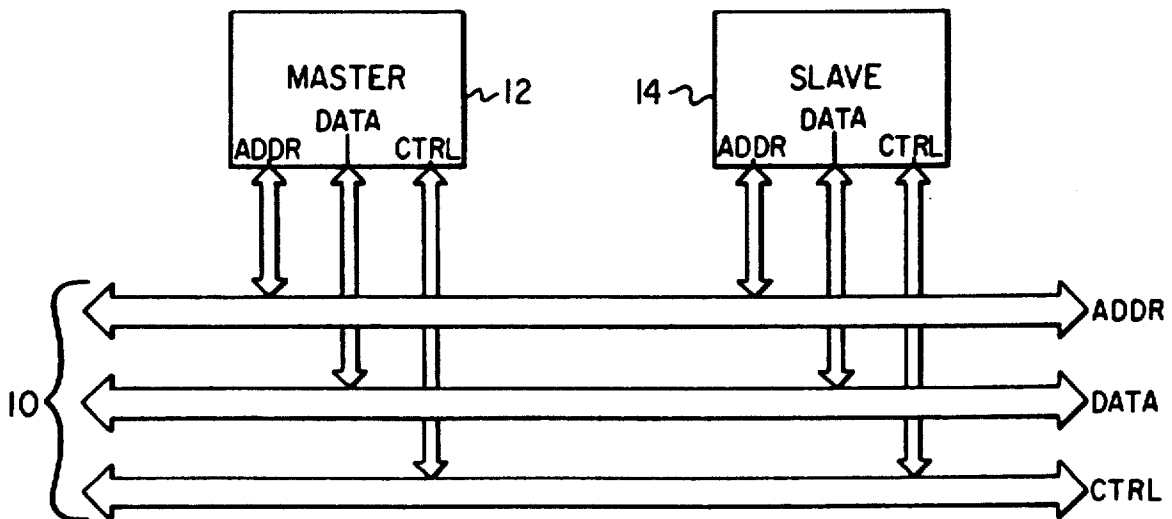 MASTER
DATA
ADDR CTRL
12
14
SLAVE
DATA
ADDR CTRL
10
ADDR
DATA
CTRL